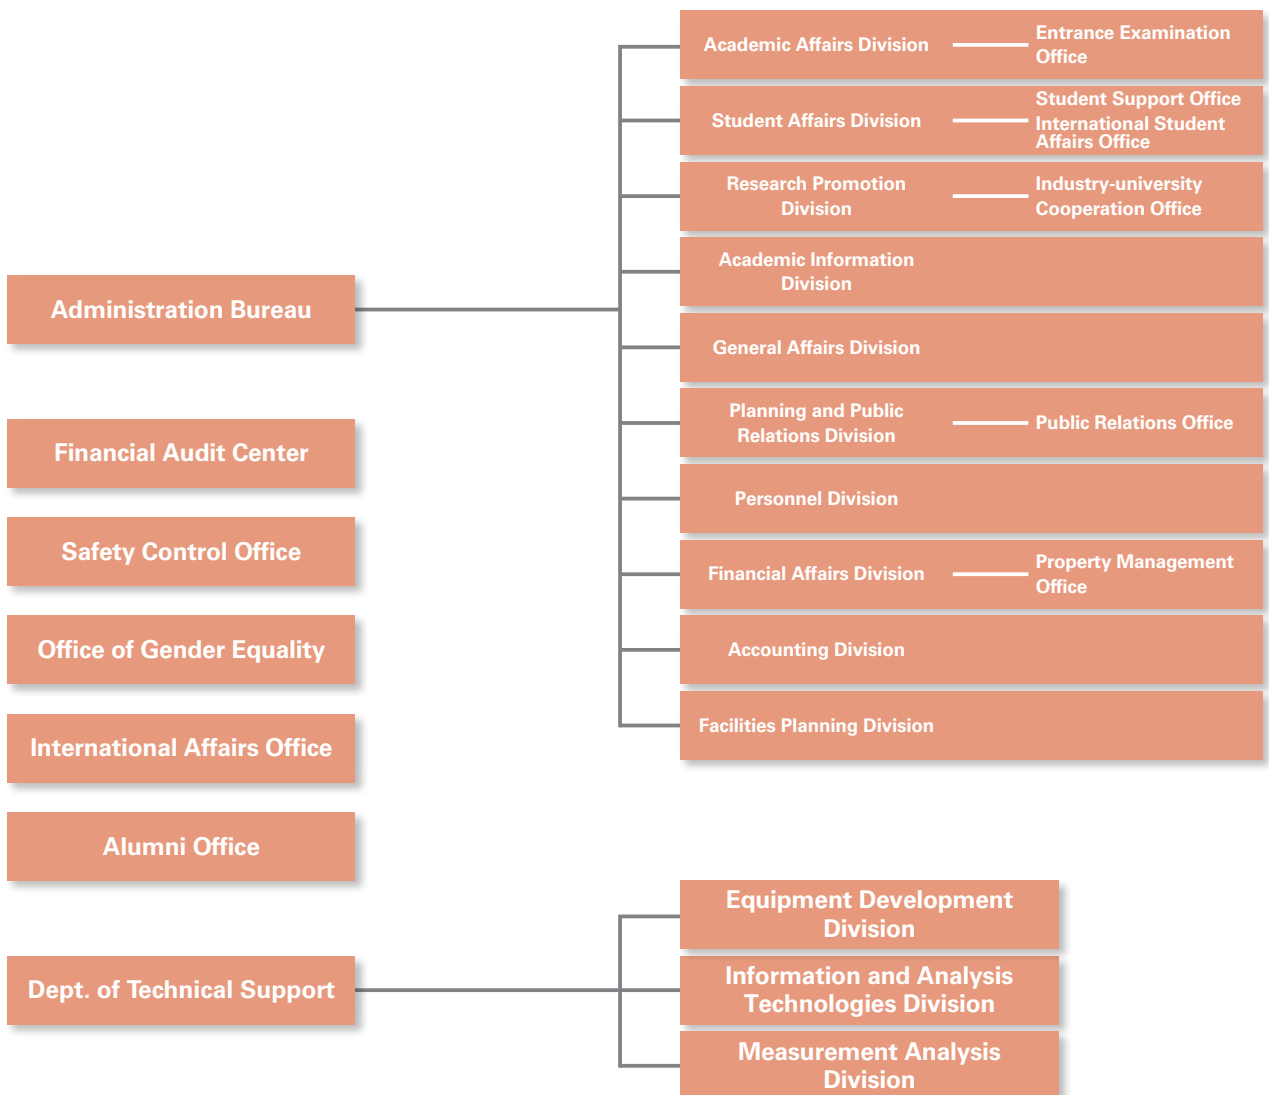 Academic Affairs Division
Entrance Examination
Office
Student Affairs Division
Student Support Office
International Student
Affairs Office
Research Promotion
Division
Industry-university
Cooperation Office
Academic Information
Division
Administration Bureau
General Affairs Division
Planning and Public
Relations Division
Public Relations Office
Financial Audit Center
Personnel Division
Safety Control Office
Financial Affairs Division
Property Management
Office
Office of Gender Equality
Accounting Division
International Affairs Office
Facilities Planning Division
Alumni Office
Dept. of Technical Support
Equipment Development
Division
Information and Analysis
Technologies Division
Measurement Analysis
Division